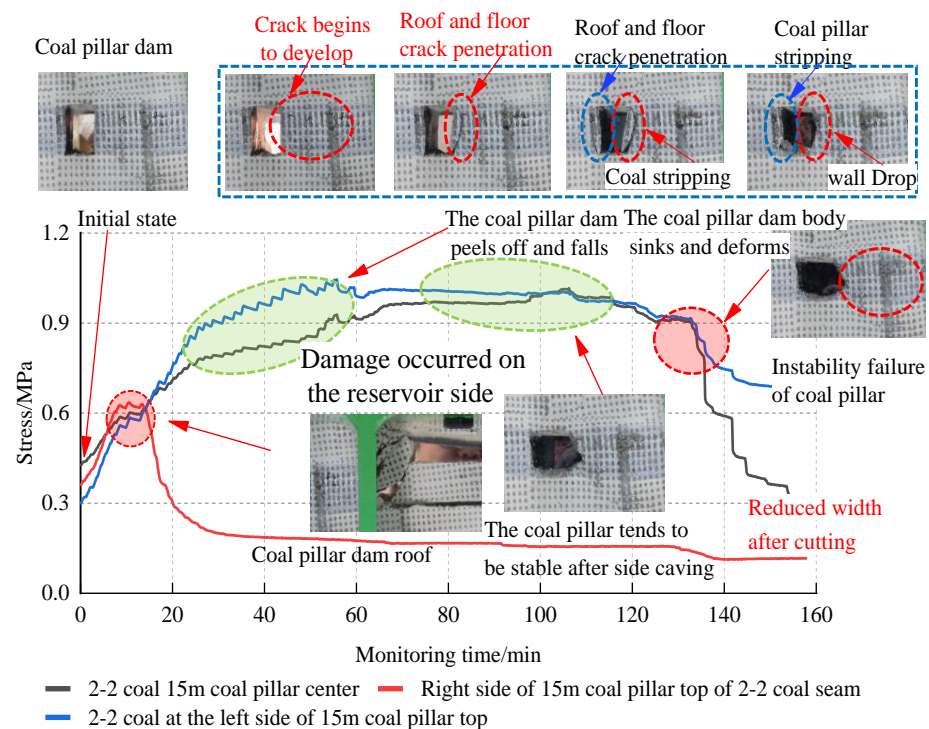 Coal pillar dam
Crack begins
to develop
Roof and floor
crack penetration
Roof and floor
crack penetration
Coal pillar
stripping
Coal stripping
wall Drop
Initial state
The coal pillar dam
peels off and falls
The coal pillar dam body
sinks and deforms
Damage occurred on
the reservoir side
Instability failure
of coal pillar
Coal pillar dam roof
The coal pillar tends to
be stable after side caving
Reduced width
after cutting
Stress/MPa
1.2
0.9
0.6
0.3
0.0
0 20 40 60 80 100 120 140 160
Monitoring time/min
2-2 coal 15m coal pillar center
Right side of 15m coal pillar top of 2-2 coal seam
2-2 coal at the left side of 15m coal pillar top